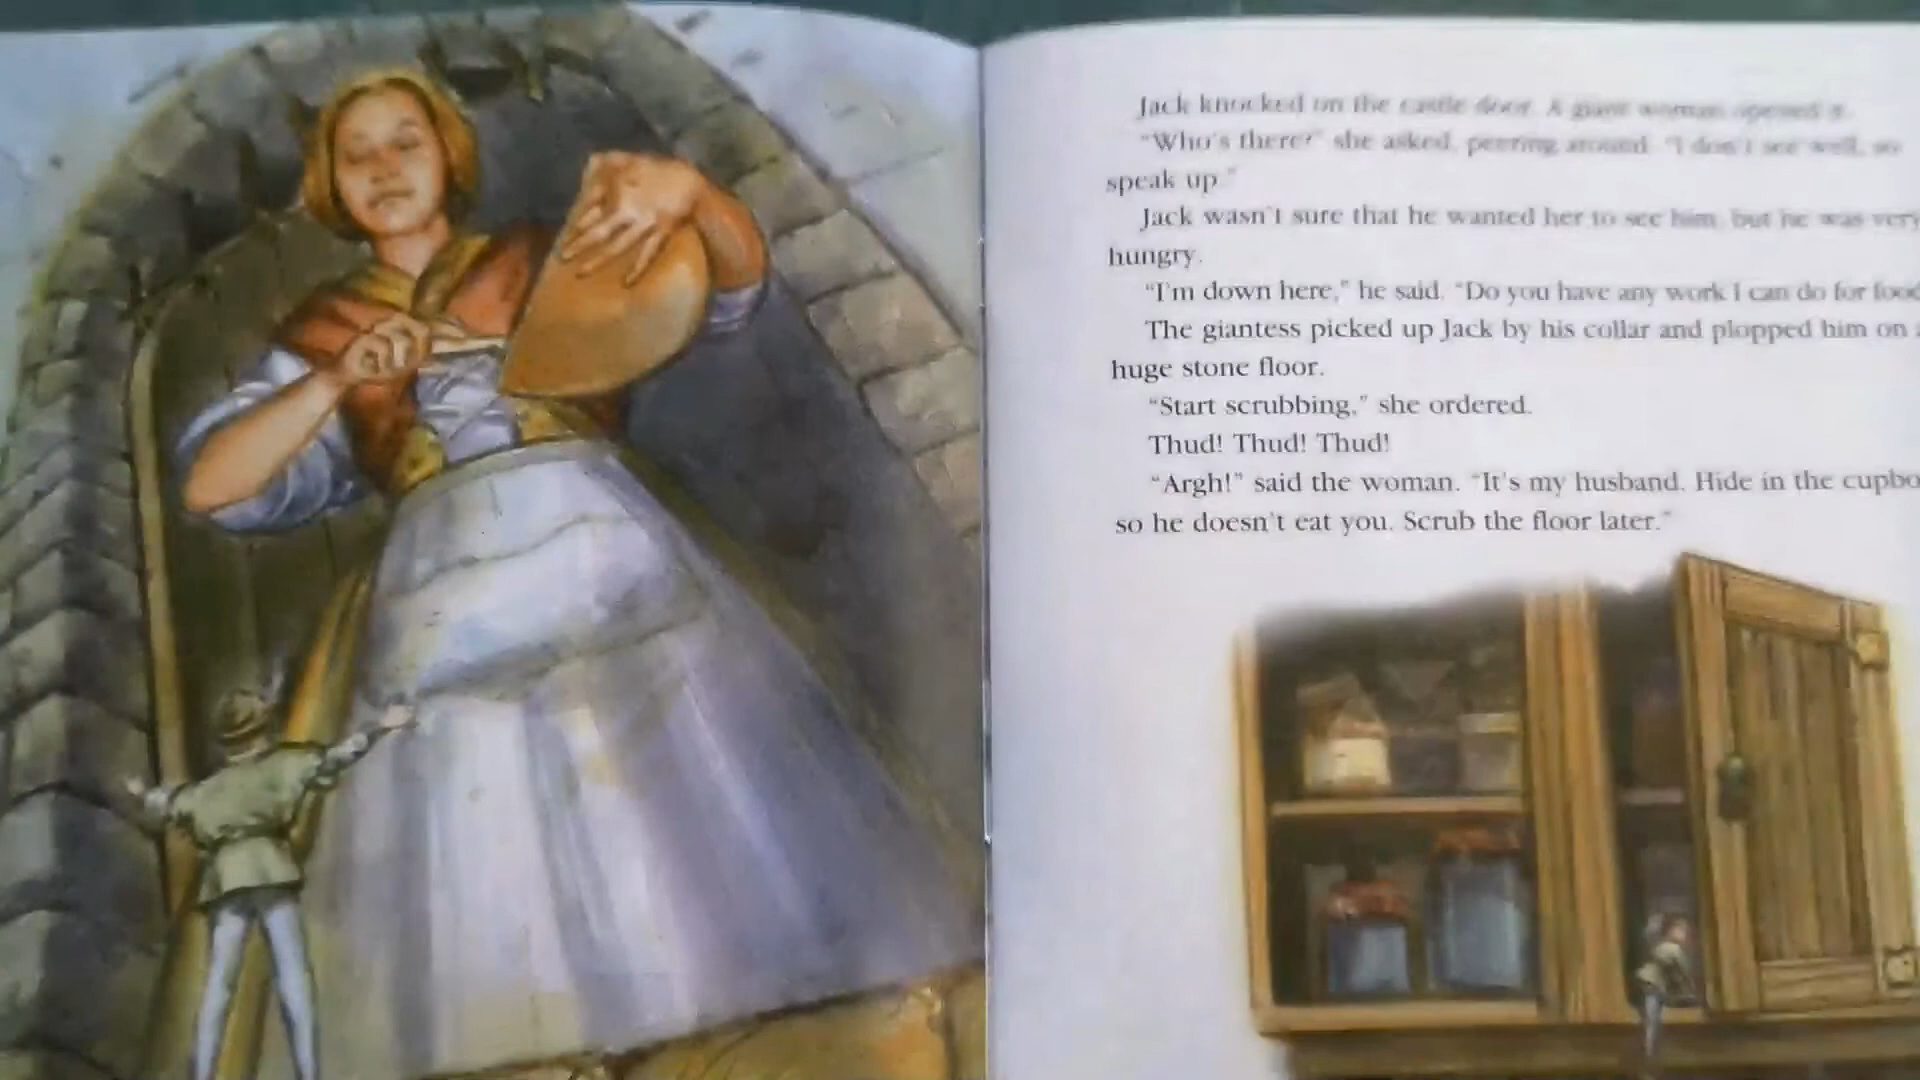 Jack knocked on the castle door. A giant woman opened it.
"Who's there?" she asked, peering around. "I don't see well, so
speak up."
Jack wasn't sure that he wanted her to see him, but he was very
hungry.
"I'm down here," he said. "Do you have any work I can do for food
The giantess picked up Jack by his collar and plopped him on a
huge stone floor.
"Start scrubbing," she ordered.
Thud! Thud! Thud!
"Argh!" said the woman. "It's my husband. Hide in the cupbo
so he doesn't eat you. Scrub the floor later."